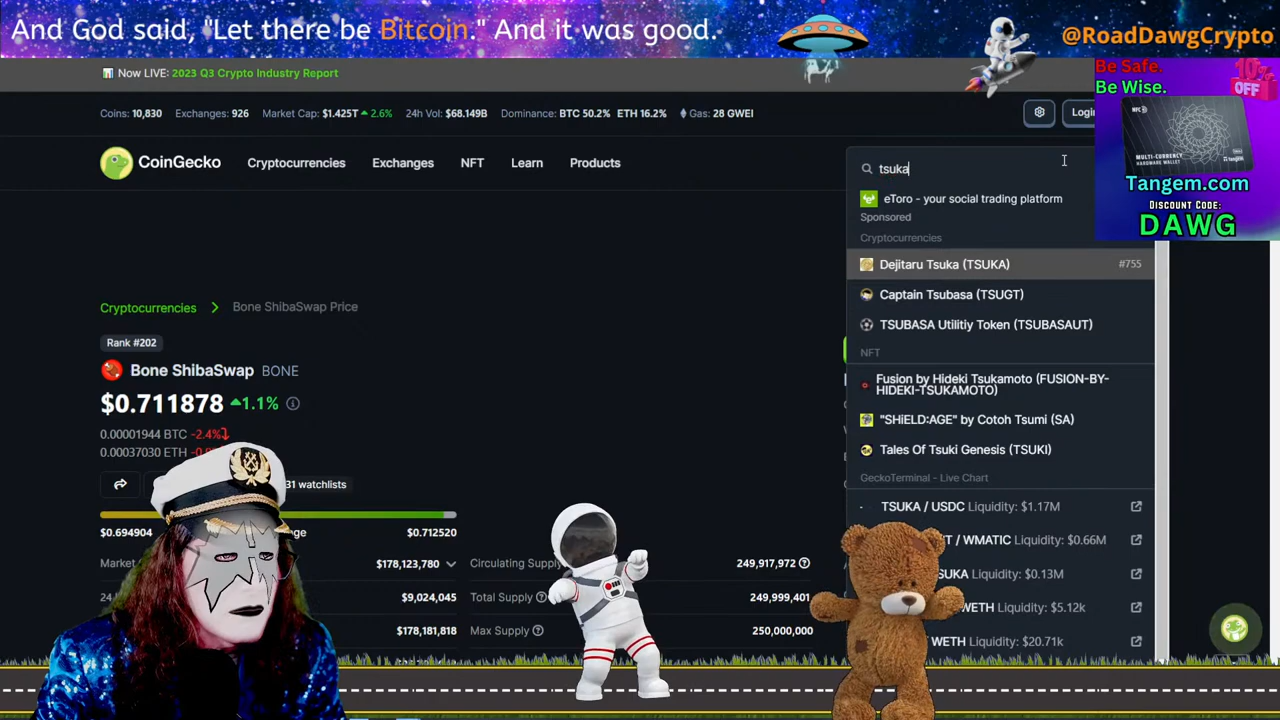 And God said, "Let there be Bitcoin." And it was good.
@RoadDawgCrypto
Now LIVE: 2023 Q3 Crypto Industry Report
Be Safe.
Be Wise.
10%
OFF
NFC
MULTI-CURRENCY
HARDWARE WALLET
Tangem.com
DISCOUNT CODE:
DAWG
Coins: 10,830 Exchanges: 926 Market Cap: $1.425T 2.6% 24h Vol: $68.149B Dominance: BTC 50.2% ETH 16.2% Gas: 28 GWEI
CoinGecko Cryptocurrencies Exchanges NFT Learn Products
tsuka
eToro - your social trading platform
Sponsored
Cryptocurrencies
Dejitaru Tsuka (TSUKA) #755
Captain Tsubasa (TSUGT)
TSUBASA Utilitiy Token (TSUBASAUT)
NFT
Fusion by Hideki Tsukamoto (FUSION-BY-
HIDEKI-TSUKAMOTO)
"SHiELD:AGE" by Cotoh Tsumi (SA)
Tales Of Tsuki Genesis (TSUKI)
GeckoTerminal - Live Chart
TSUKA / USDC Liquidity: $1.17M
/ WMATIC Liquidity: $0.66M
Liquidity: $0.13M
WETH Liquidity: $5.12k
WETH Liquidity: $20.71k
Cryptocurrencies > Bone ShibaSwap Price
Rank #202
Bone ShibaSwap BONE
$0.711878 1.1%
0.00001944 BTC -2.4%
0.00037030 ETH
watchlists
$0.694904 $0.712520
$178,123,780
$9,024,045
$178,181,818
Circulating Supply 249,917,972
Total Supply 249,999,401
Max Supply 250,000,000